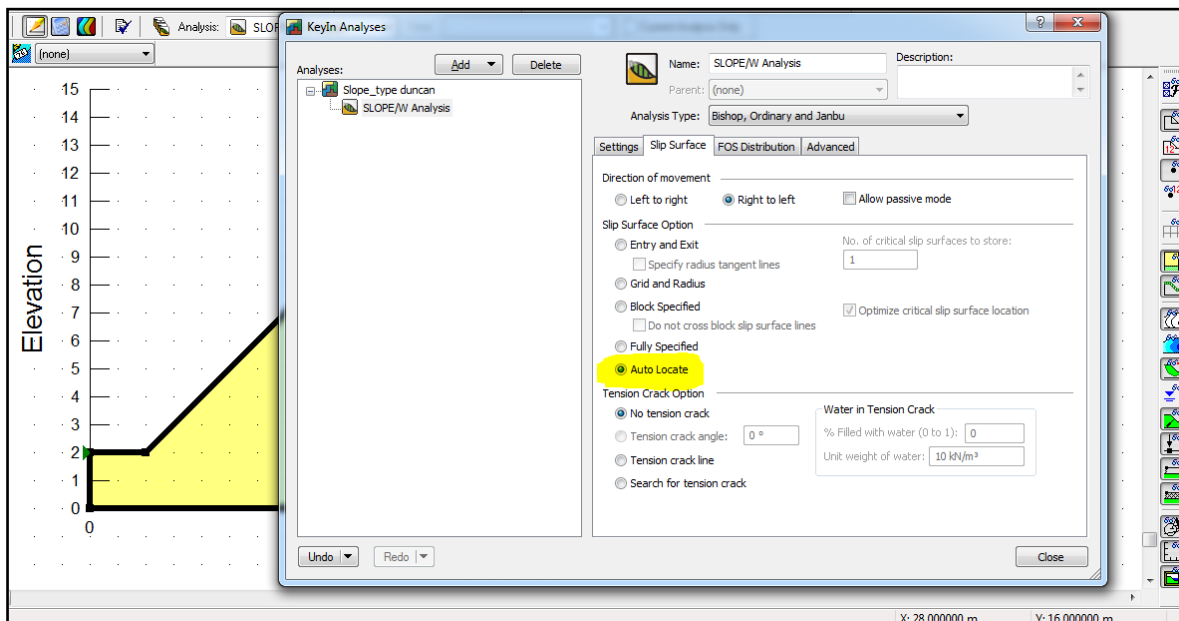 Analysis: SLOP
(none)
KeyIn Analyses
Analyses:
Add
Delete
Slope_type duncan
SLOPE/W Analysis
Name: SLOPE/W Analysis
Description:
Parent: (none)
Analysis Type: Bishop, Ordinary and Janbu
Settings Slip Surface FOS Distribution Advanced
Direction of movement
Left to right Right to left Allow passive mode
Slip Surface Option
Entry and Exit No. of critical slip surfaces to store:
Specify radius tangent lines 1
Grid and Radius
Block Specified Optimize critical slip surface location
Do not cross block slip surface lines
Fully Specified
Auto Locate
Tension Crack Option
No tension crack Water in Tension Crack
Tension crack angle: 0 ° % Filled with water (0 to 1): 0
Tension crack line Unit weight of water: 10 kN/m³
Search for tension crack
Undo Redo Close
Elevation
15
14
13
12
11
10
9
8
7
6
5
4
3
2
1
0
0
X: 28.000000 m Y: 16.000000 m